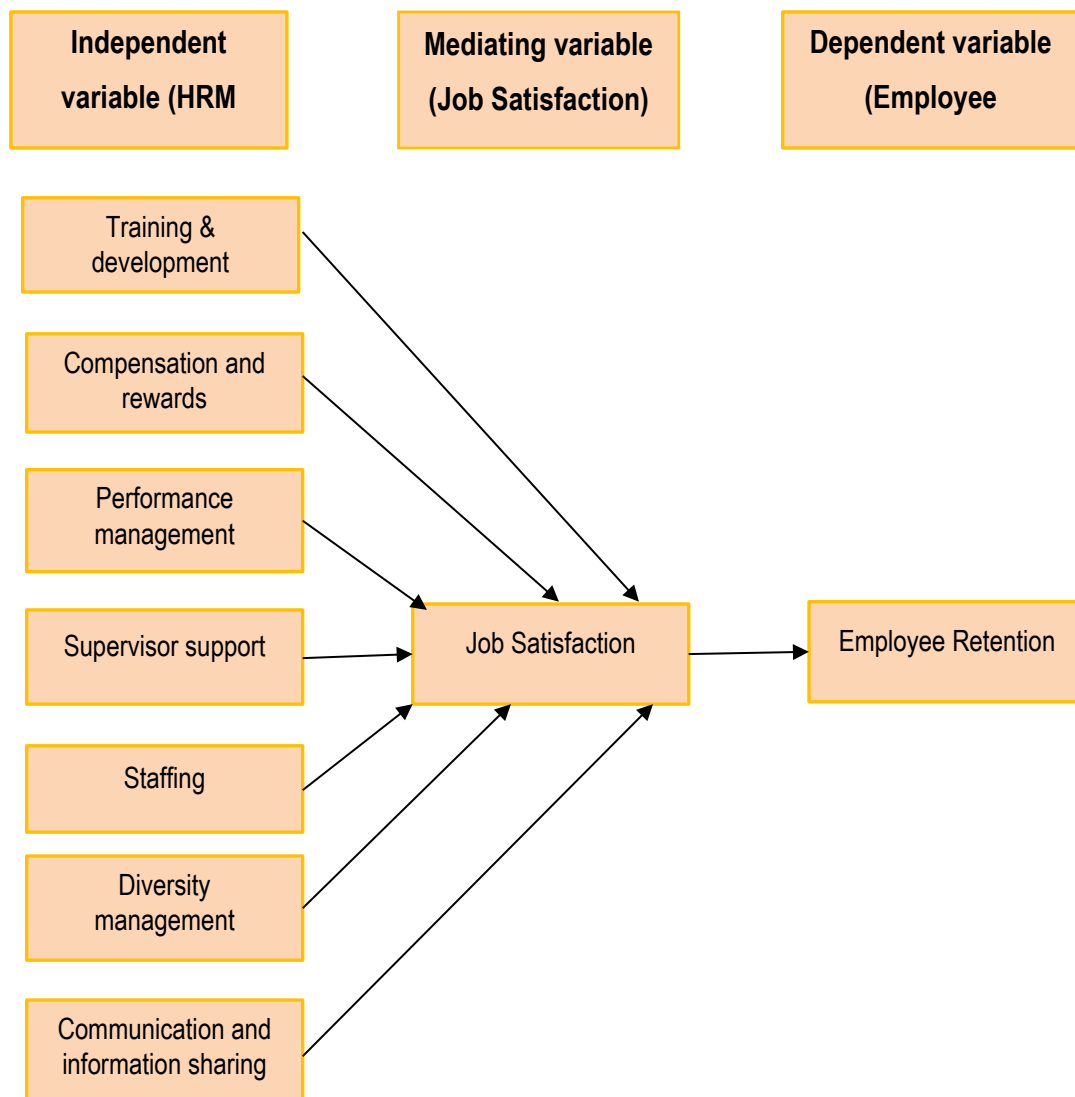 Independent
variable (HRM
Mediating variable
(Job Satisfaction)
Dependent variable
(Employee
Training &
development
Compensation and
rewards
Performance
management
Supervisor support
Job Satisfaction
Employee Retention
Staffing
Diversity
management
Communication and
information sharing